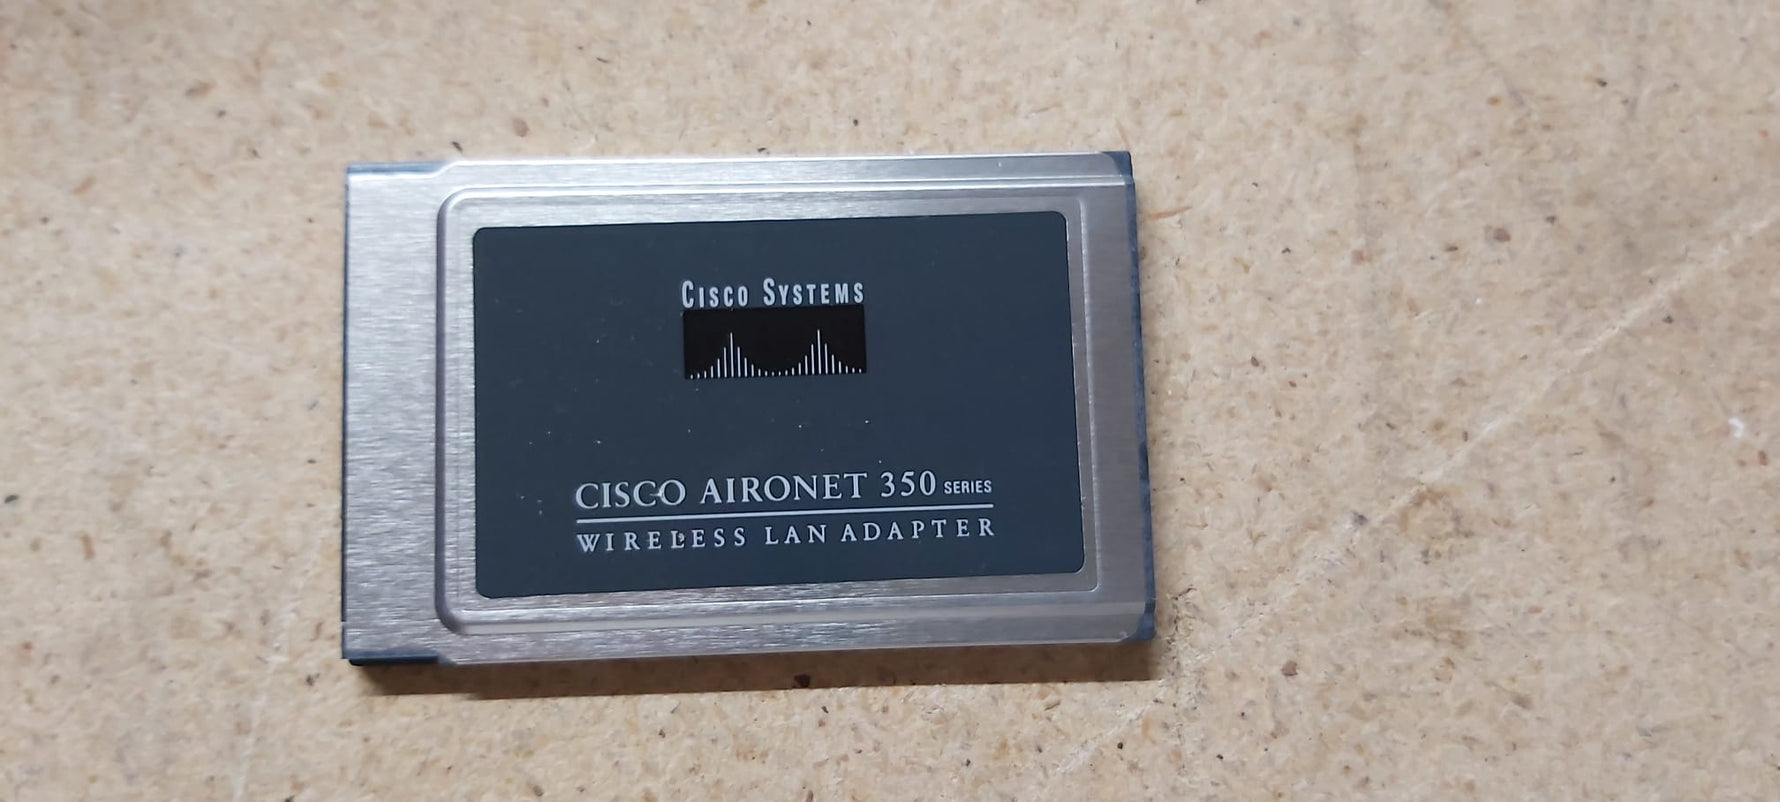 CISCO SYSTEMS
CISCO AIRONET 350 SERIES
WIRELESS LAN ADAPTER